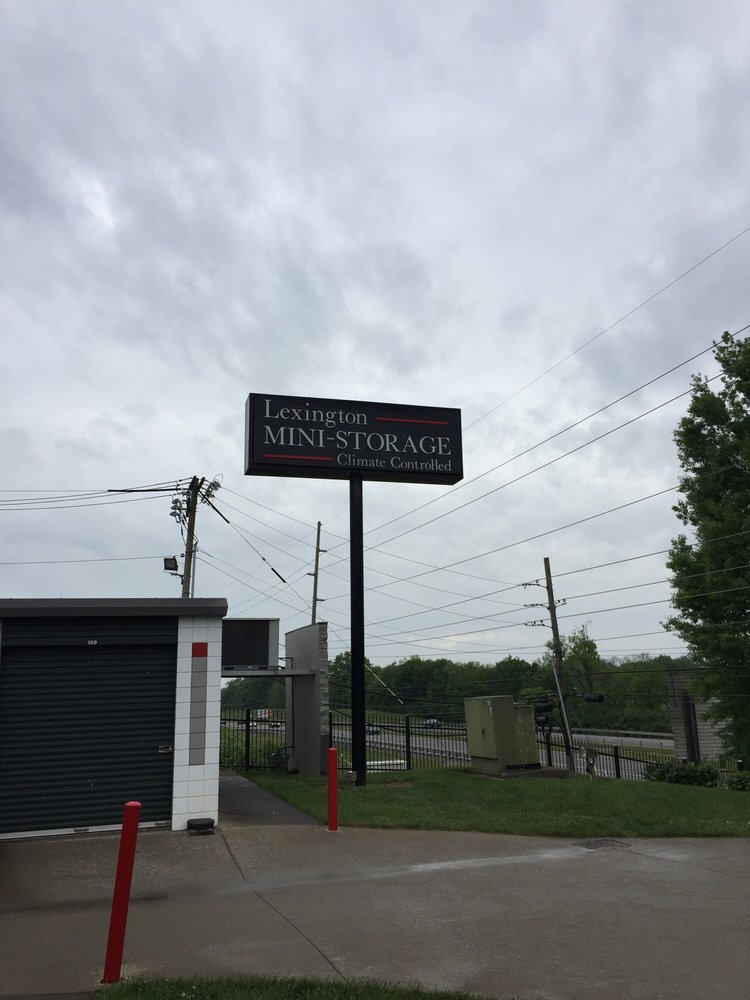 Lexington
MINI-STORAGE
Climate Controlled
109